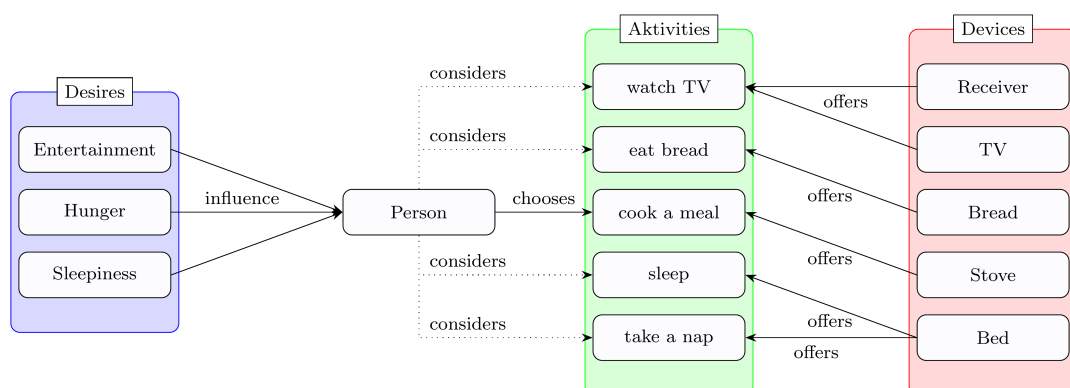 Desires
Entertainment
Hunger
Sleepiness
influence
Person
considers
considers
chooses
considers
considers
Aktivities
watch TV
eat bread
cook a meal
sleep
take a nap
offers
offers
offers
offers
offers
Devices
Receiver
TV
Bread
Stove
Bed